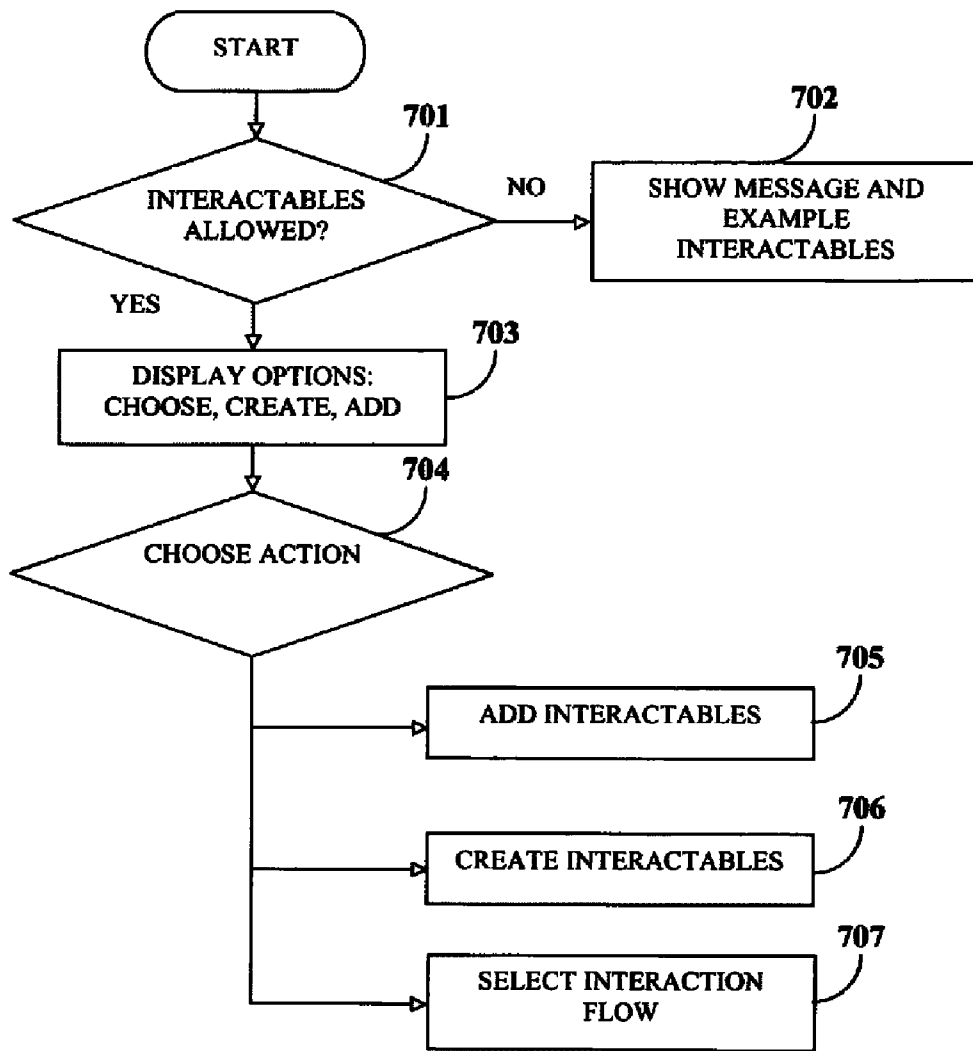 START
701
INTERACTABLES
ALLOWED?
NO
702
SHOW MESSAGE AND
EXAMPLE
INTERACTABLES
YES
703
DISPLAY OPTIONS:
CHOOSE, CREATE, ADD
704
CHOOSE ACTION
705
ADD INTERACTABLES
706
CREATE INTERACTABLES
707
SELECT INTERACTION
FLOW